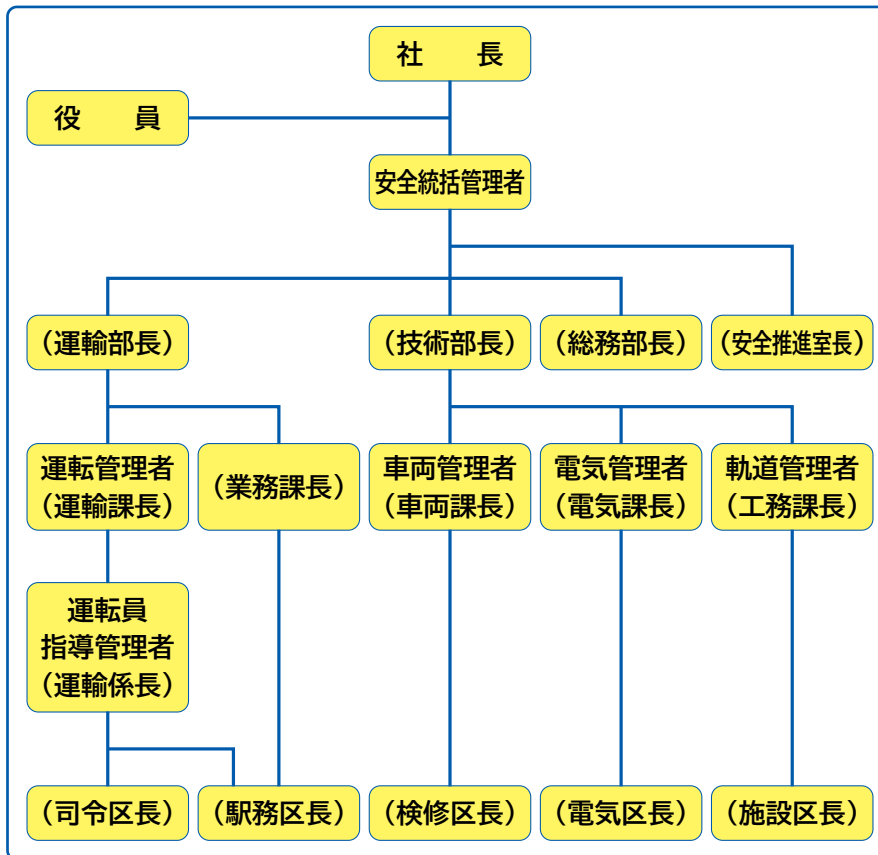 社　　長
役　　員
安全統括管理者
（運輸部長）
（技術部長）
（総務部長）
（安全推進室長）
運転管理者
（運輸課長）
（業務課長）
車両管理者
（車両課長）
電気管理者
（電気課長）
軌道管理者
（工務課長）
運転員
指導管理者
（運輸係長）
（司令区長）
（駅務区長）
（検修区長）
（電気区長）
（施設区長）